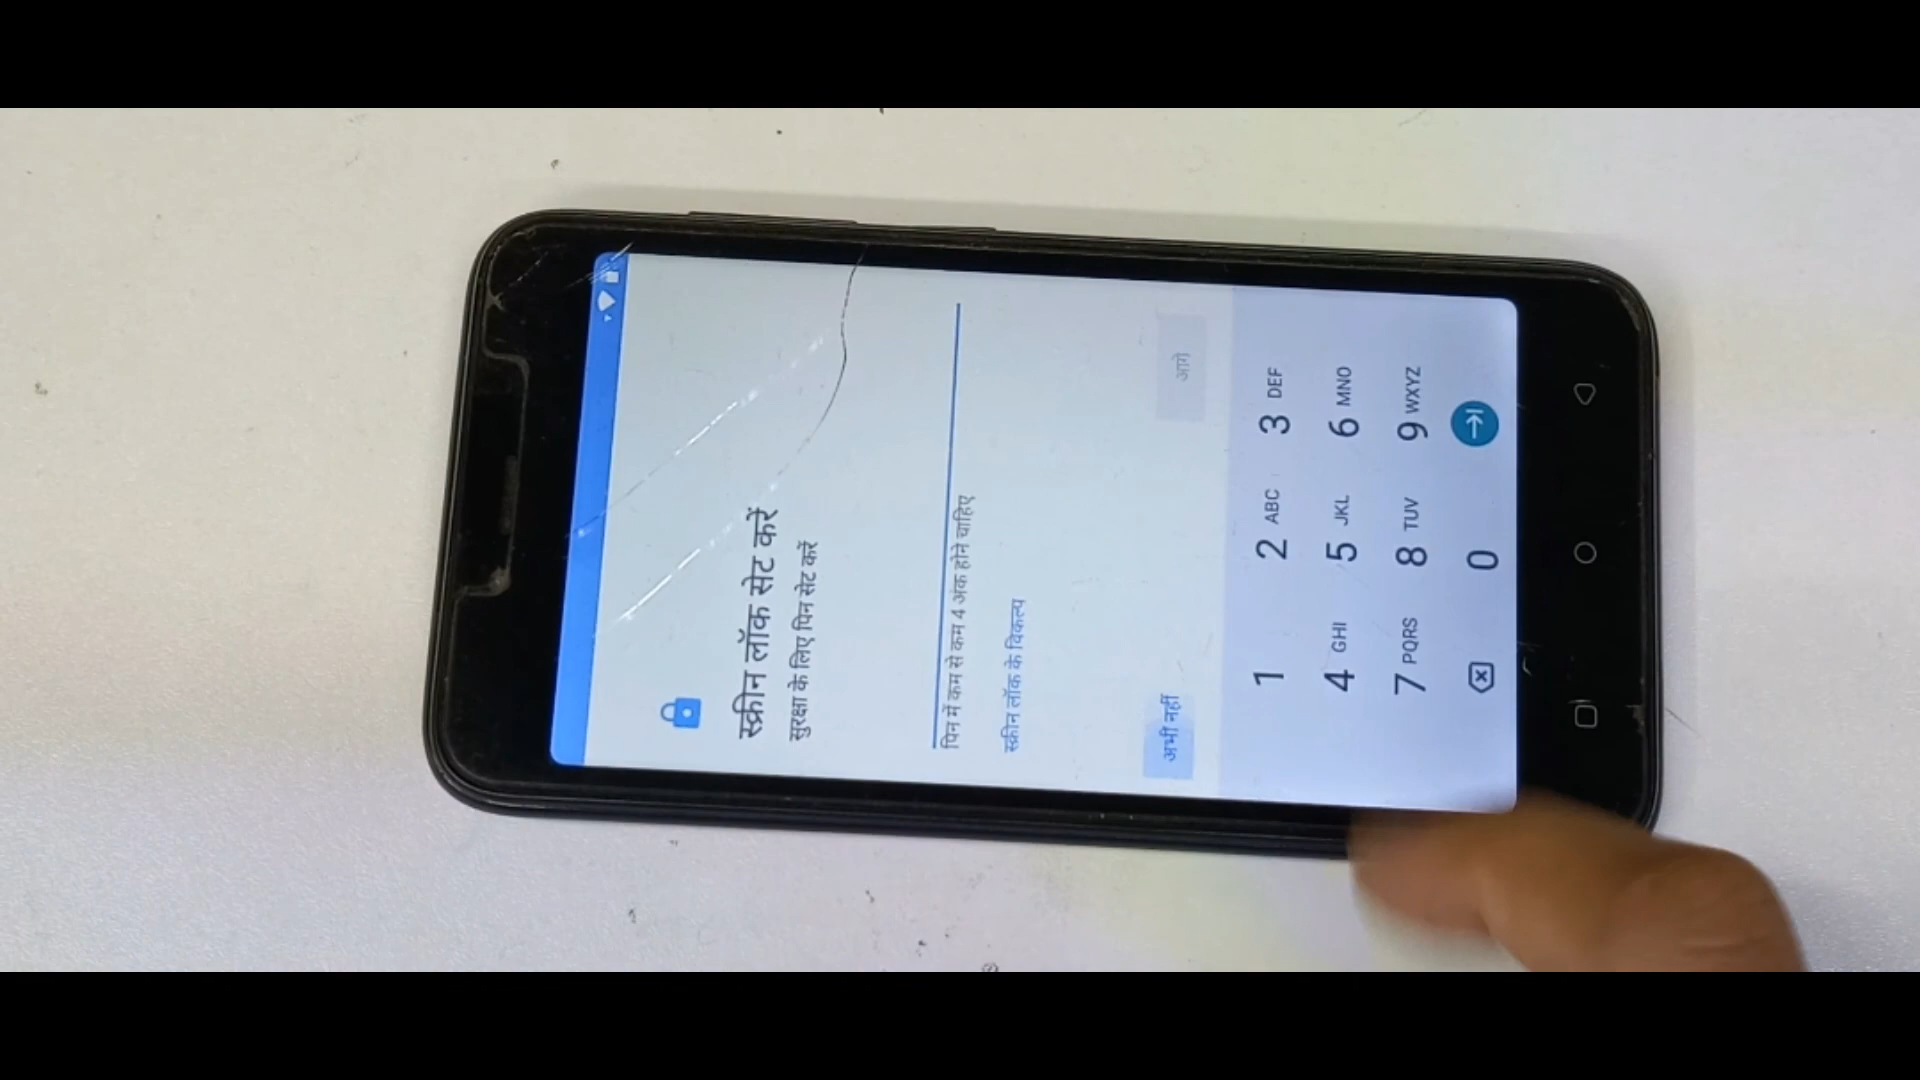 स्क्रीन लॉक सेट करें
सुरक्षा के लिए पिन सेट करें
पिन में कम से कम 4 अंक होने चाहिए
स्क्रीन लॉक के विकल्प
अभी नहीं
आगे
1 2 ABC 3 DEF
4 GHI 5 JKL 6 MNO
7 PQRS 8 TUV 9 WXYZ
0